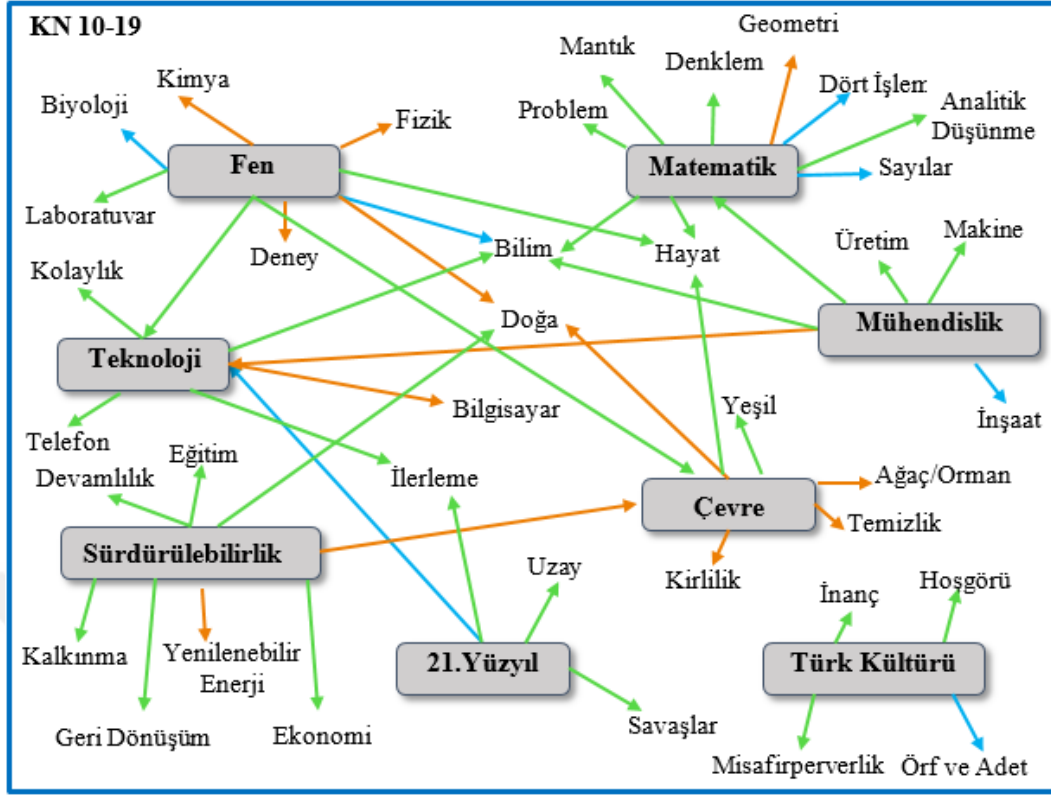 KN 10-19
Geometri
Mantık
Denklem
Kimya
Dört İşlem
Biyoloji
Problem
Fizik
Analitik
Düşünme
Fen
Matematik
Sayılar
Laboratuvar
Deney
Bilim
Hayat
Üretim
Makine
Kolaylık
Doğa
Mühendislik
Teknoloji
Bilgisayar
Yeşil
İnşaat
Telefon
Eğitim
Devamlılık
İlerleme
Ağaç/Orman
Çevre
Temizlik
Sürdürülebilirlik
Uzay
Kirlilik
İnanç
Hoşgörü
Kalkınma
Yenilenebilir
Enerji
21.Yüzyıl
Türk Kültürü
Geri Dönüşüm
Ekonomi
Savaşlar
Misafirperverlik
Örf ve Adet